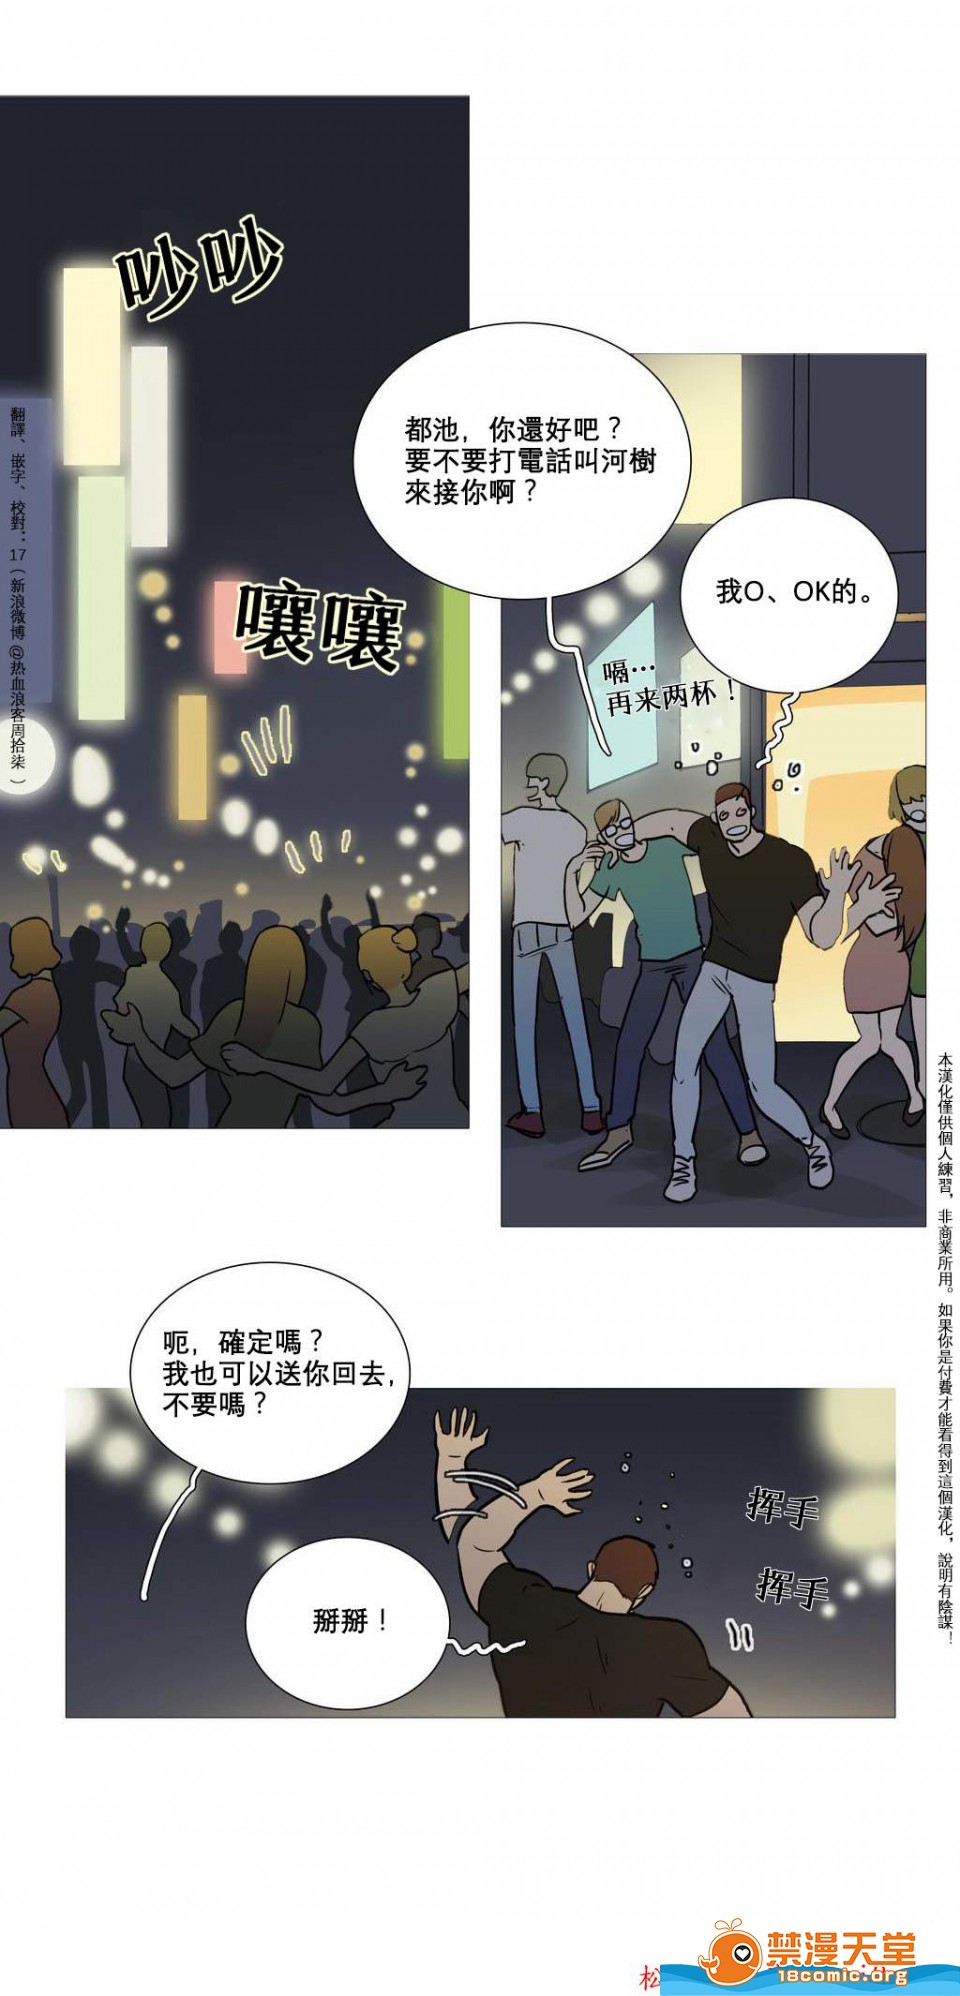 吵吵
翻譯、嵌字、校對：17（新浪微博@热血浪客周拾柒）
嚷嚷
都池，你還好吧？
要不要打電話叫河樹
來接你啊？
我O、OK的。
嗝…
再来两杯！
本漢化僅供個人練習，非商業所用。如果你是付費才能看得到這個漢化，說明有陰謀！
呃，確定嗎？
我也可以送你回去，
不要嗎？
掰掰！
挥手
挥手
禁漫天堂
18comic.org
松